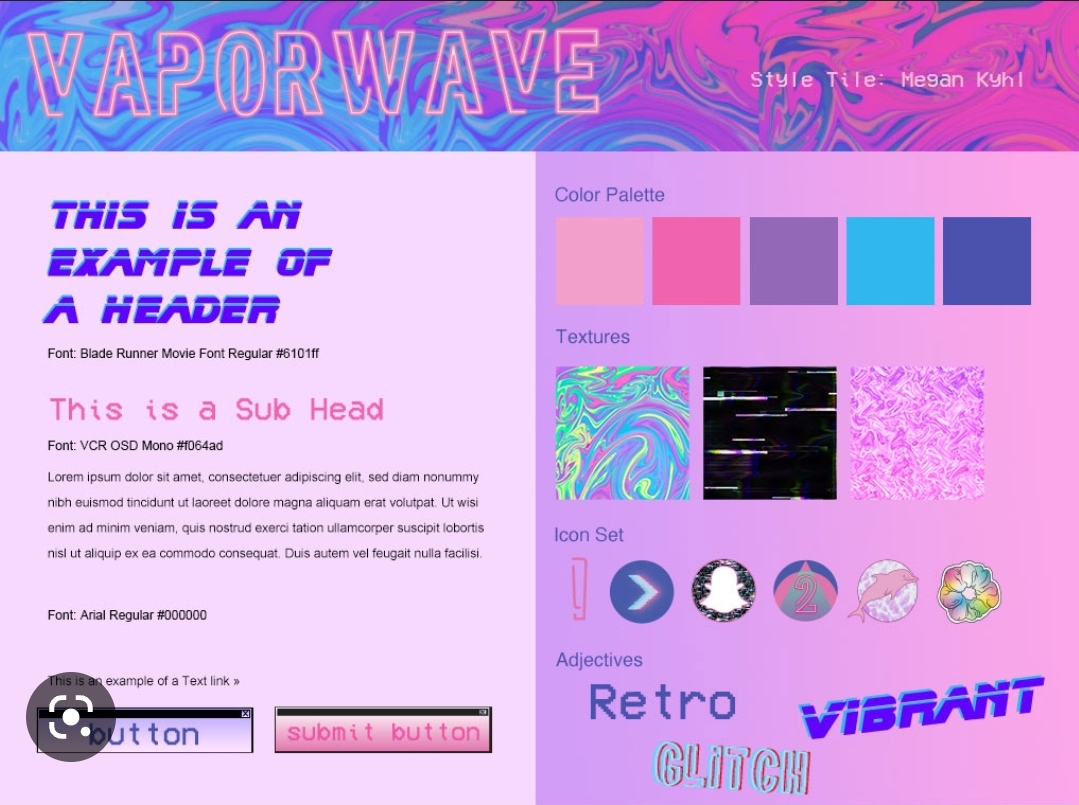 VAPORWAVE
Style Tile: Megan Kyhl
THIS IS AN
EXAMPLE OF
A HEADER
Font: Blade Runner Movie Font Regular #6101ff
This is a Sub Head
Font: VCR OSD Mono #f064ad
Lorem ipsum dolor sit amet, consectetuer adipiscing elit, sed diam nonummy
nibh euismod tincidunt ut laoreet dolore magna aliquam erat volutpat. Ut wisi
enim ad minim veniam, quis nostrud exerci tation ullamcorper suscipit lobortis
nisl ut aliquip ex ea commodo consequat. Duis autem vel feugait nulla facilisi.
Font: Arial Regular #000000
This is an example of a Text link »
button
submit button
Color Palette
Textures
Icon Set
!
2
Adjectives
Retro
VIBRANT
GLITCH